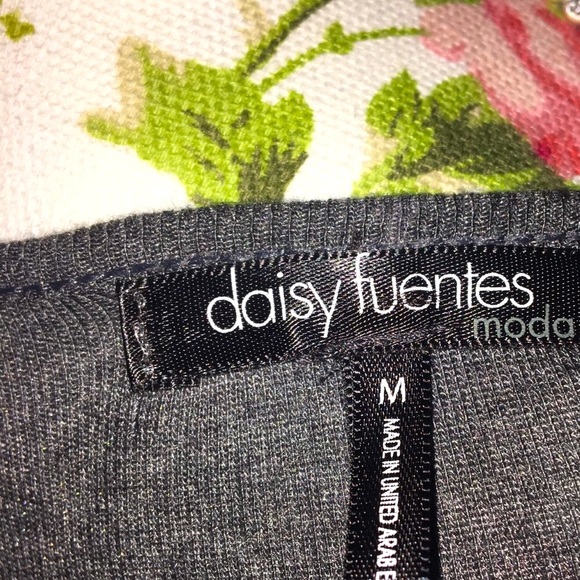 daisy fuentes
moda
M
MADE IN UNITED ARAB E